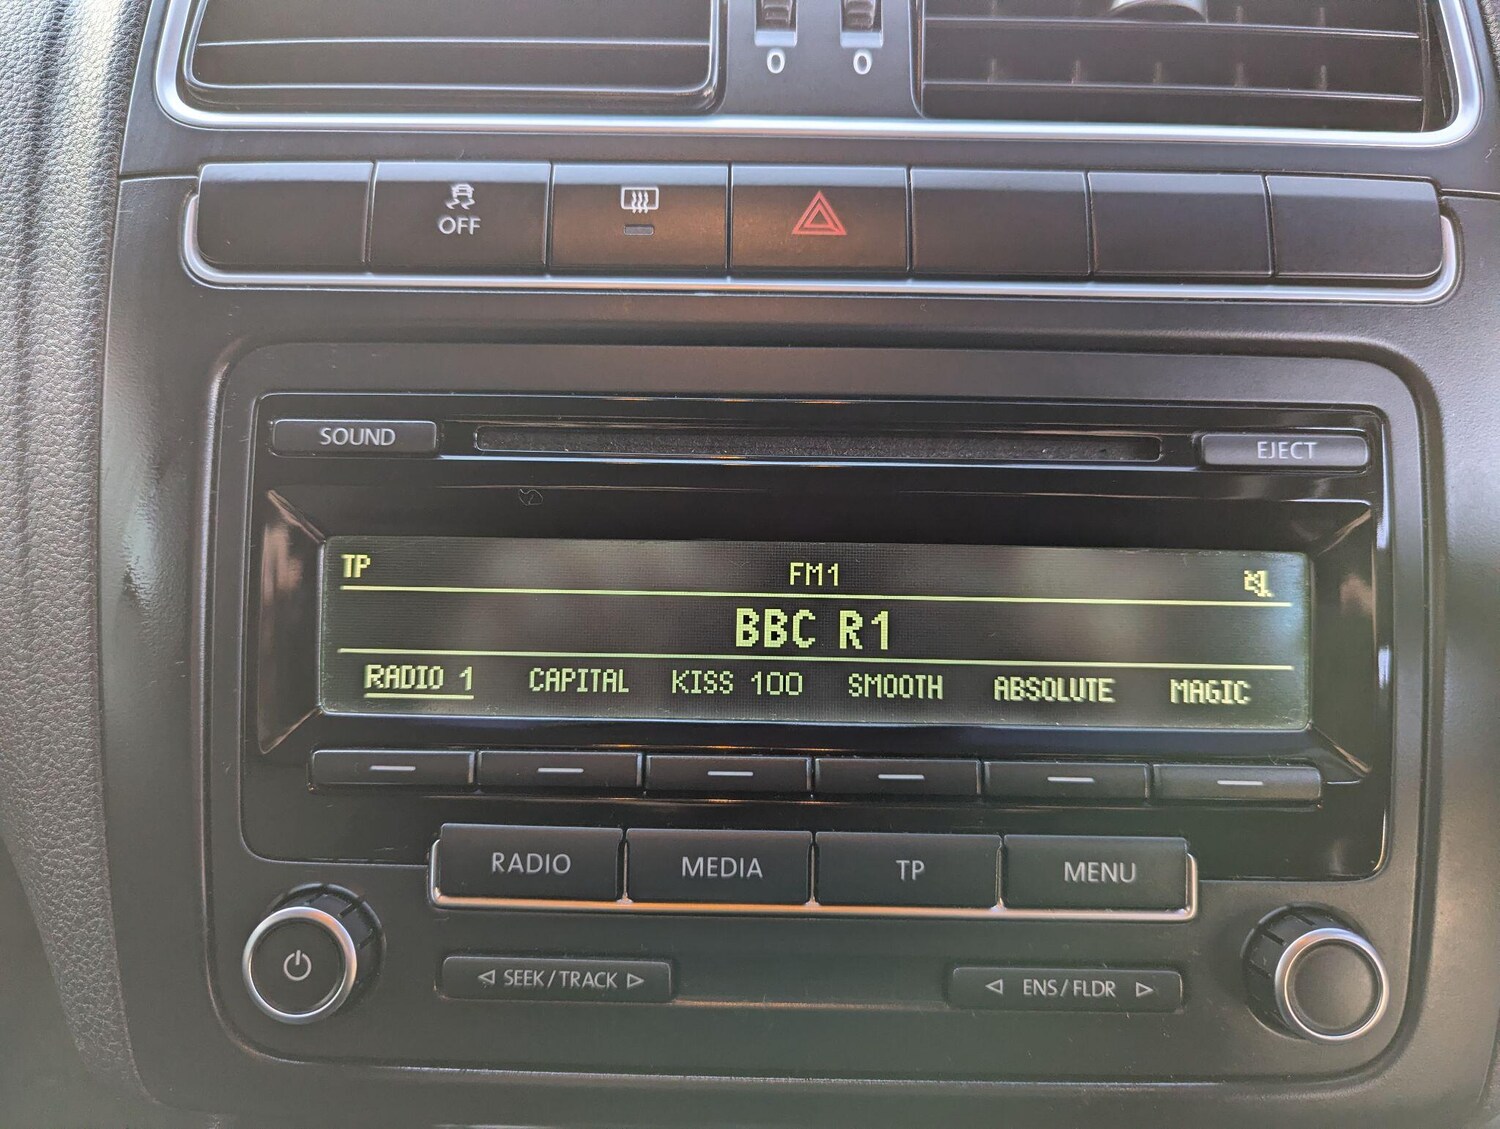 0 0
OFF
SOUND EJECT
TP FM1
BBC R1
RADIO 1 CAPITAL KISS 100 SMOOTH ABSOLUTE MAGIC
RADIO MEDIA TP MENU
SEEK/TRACK ENS/FLDR